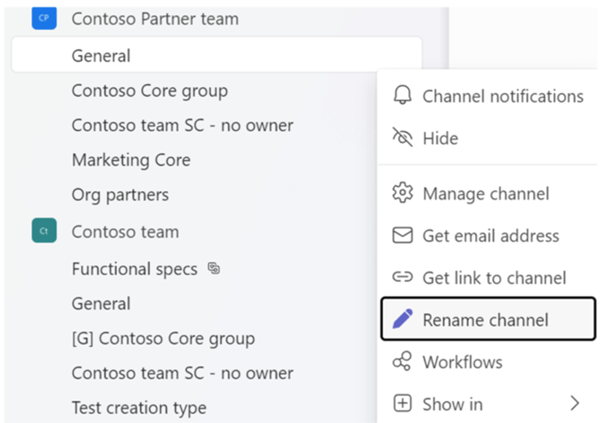 CP Contoso Partner team
General
Contoso Core group
Contoso team SC - no owner
Marketing Core
Org partners
Ct Contoso team
Functional specs
General
[G] Contoso Core group
Contoso team SC - no owner
Test creation type
Channel notifications
Hide
Manage channel
Get email address
Get link to channel
Rename channel
Workflows
Show in